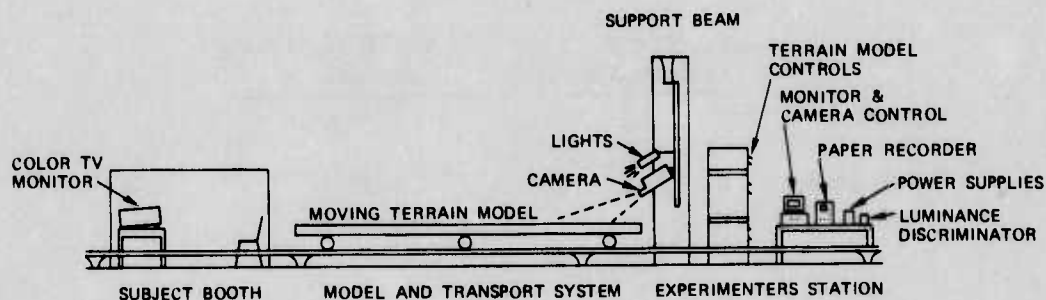 SUPPORT BEAM
TERRAIN MODEL
CONTROLS
MONITOR &
CAMERA CONTROL
LIGHTS
PAPER RECORDER
COLOR TV
MONITOR
CAMERA
POWER SUPPLIES
MOVING TERRAIN MODEL
LUMINANCE
DISCRIMINATOR
SUBJECT BOOTH
MODEL AND TRANSPORT SYSTEM
EXPERIMENTERS STATION